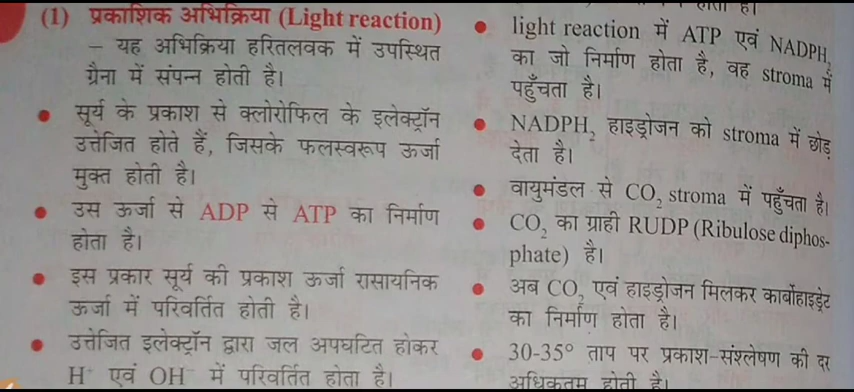 (1) प्रकाशिक अभिक्रिया (Light reaction)
– यह अभिक्रिया हरितलवक में उपस्थित
ग्रैना में संपन्न होती है।
● सूर्य के प्रकाश से क्लोरोफिल के इलेक्ट्रॉन
उत्तेजित होते हैं, जिसके फलस्वरूप ऊर्जा
मुक्त होती है।
● उस ऊर्जा से ADP से ATP का निर्माण
होता है।
● इस प्रकार सूर्य की प्रकाश ऊर्जा रासायनिक
ऊर्जा में परिवर्तित होती है।
● उत्तेजित इलेक्ट्रॉन द्वारा जल अपघटित होकर
H⁺ एवं OH⁻ में परिवर्तित होता है।
होता है।
● light reaction में ATP एवं NADPH₂
का जो निर्माण होता है, वह stroma में
पहुँचता है।
● NADPH₂ हाइड्रोजन को stroma में छोड़
देता है।
● वायुमंडल से CO₂ stroma में पहुँचता है।
● CO₂ का ग्राही RUDP (Ribulose diphos-
phate) है।
● अब CO₂ एवं हाइड्रोजन मिलकर कार्बोहाइड्रेट
का निर्माण होता है।
● 30-35° ताप पर प्रकाश-संश्लेषण की दर
अधिकतम होती है।